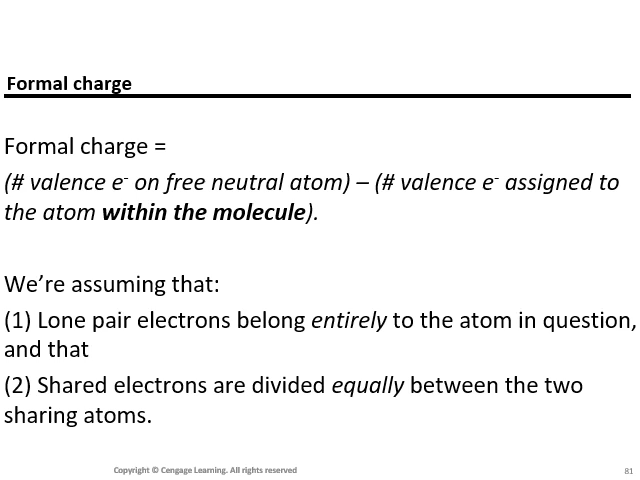 Formal charge
Formal charge =
(# valence e- on free neutral atom) – (# valence e- assigned to
the atom within the molecule).
We’re assuming that:
(1) Lone pair electrons belong entirely to the atom in question,
and that
(2) Shared electrons are divided equally between the two
sharing atoms.
Copyright © Cengage Learning. All rights reserved
81